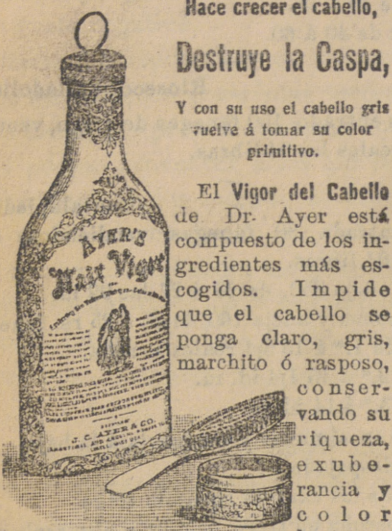 Hace crecer el cabello,
Destruye la Caspa,
Y con su uso el cabello gris
vuelve á tomar su color
primitivo.
El Vigor del Cabello
de Dr. Ayer está
compuesto de los in-
gredientes más es-
cogidos. Impide
que el cabello se
ponga claro, gris,
marchito ó rasposo,
conser-
vando su
riqueza,
exube-
rancia y
color
AYER'S
Hair Vigor
J. C. AYER & CO.